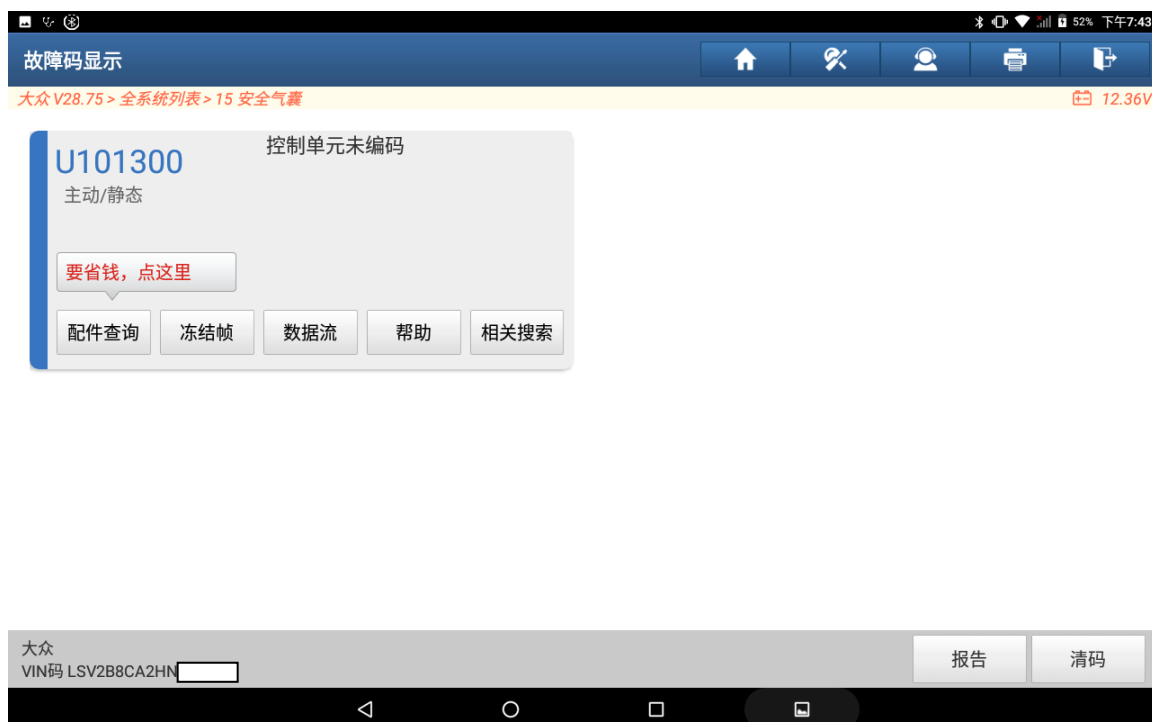 52% 下午7:43
故障码显示
大众 V28.75 > 全系统列表 > 15 安全气囊
12.36V
U101300 控制单元未编码
主动/静态
要省钱，点这里
配件查询 冻结帧 数据流 帮助 相关搜索
大众
VIN码 LSV2B8CA2HN
报告 清码